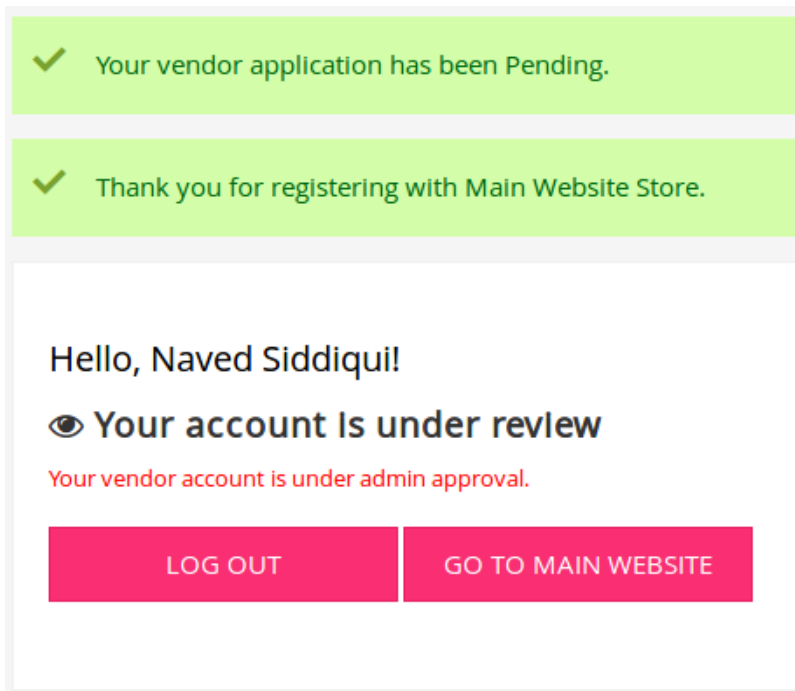 Your vendor application has been Pending.
Thank you for registering with Main Website Store.
Hello, Naved Siddiqui!
Your account is under review
Your vendor account is under admin approval.
LOG OUT
GO TO MAIN WEBSITE